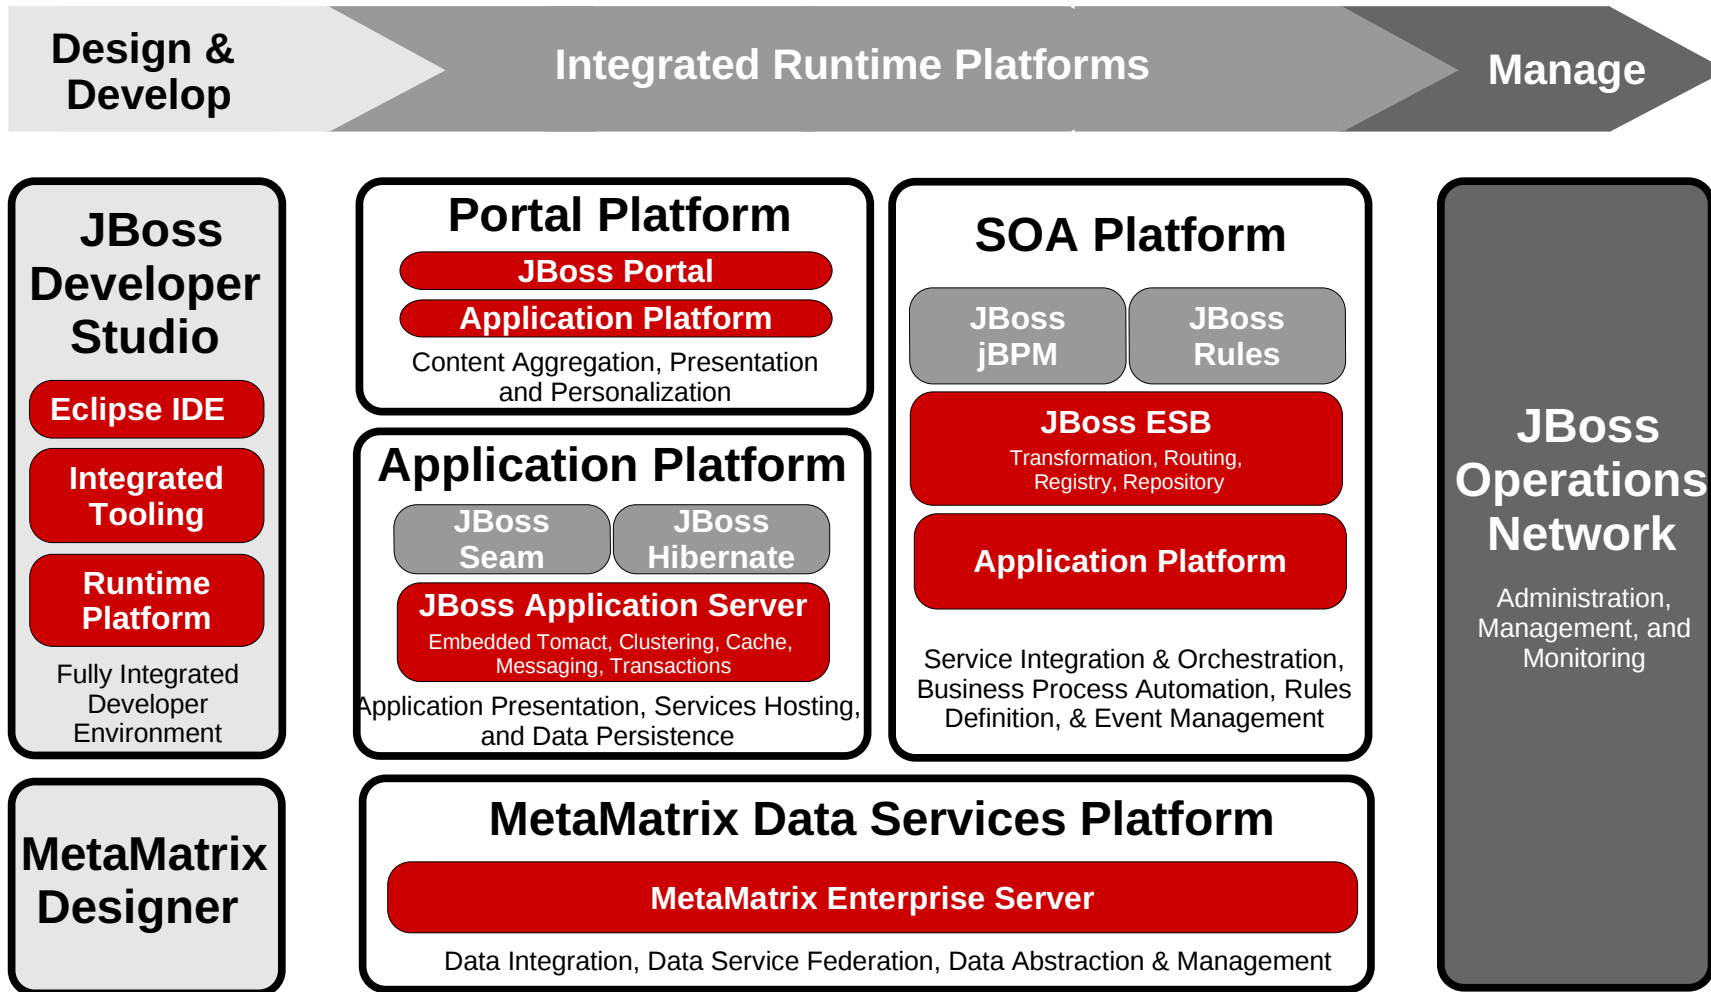 Design &
Develop
Integrated Runtime Platforms
Manage
JBoss
Developer
Studio
Eclipse IDE
Integrated
Tooling
Runtime
Platform
Fully Integrated
Developer
Environment
MetaMatrix
Designer
Portal Platform
JBoss Portal
Application Platform
Content Aggregation, Presentation
and Personalization
Application Platform
JBoss
Seam
JBoss
Hibernate
JBoss Application Server
Embedded Tomact, Clustering, Cache,
Messaging, Transactions
Application Presentation, Services Hosting,
and Data Persistence
SOA Platform
JBoss
jBPM
JBoss
Rules
JBoss ESB
Transformation, Routing,
Registry, Repository
Application Platform
Service Integration & Orchestration,
Business Process Automation, Rules
Definition, & Event Management
MetaMatrix Data Services Platform
MetaMatrix Enterprise Server
Data Integration, Data Service Federation, Data Abstraction & Management
JBoss
Operations
Network
Administration,
Management, and
Monitoring